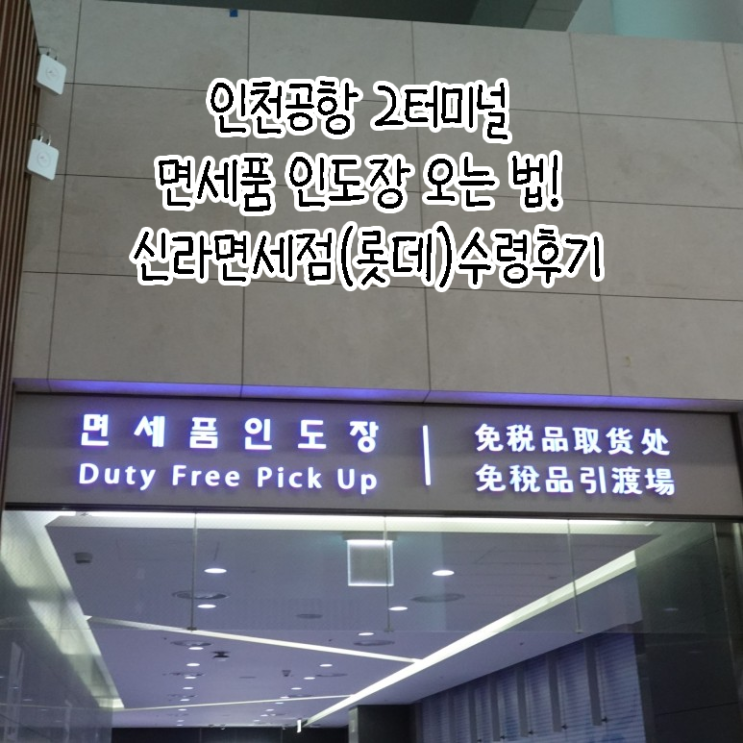 인천공항 2터미널
면세품 인도장 오는 법!
신라면세점(롯데)수령후기
면세품인도장
Duty Free Pick Up
免税品取货处
免稅品引渡場